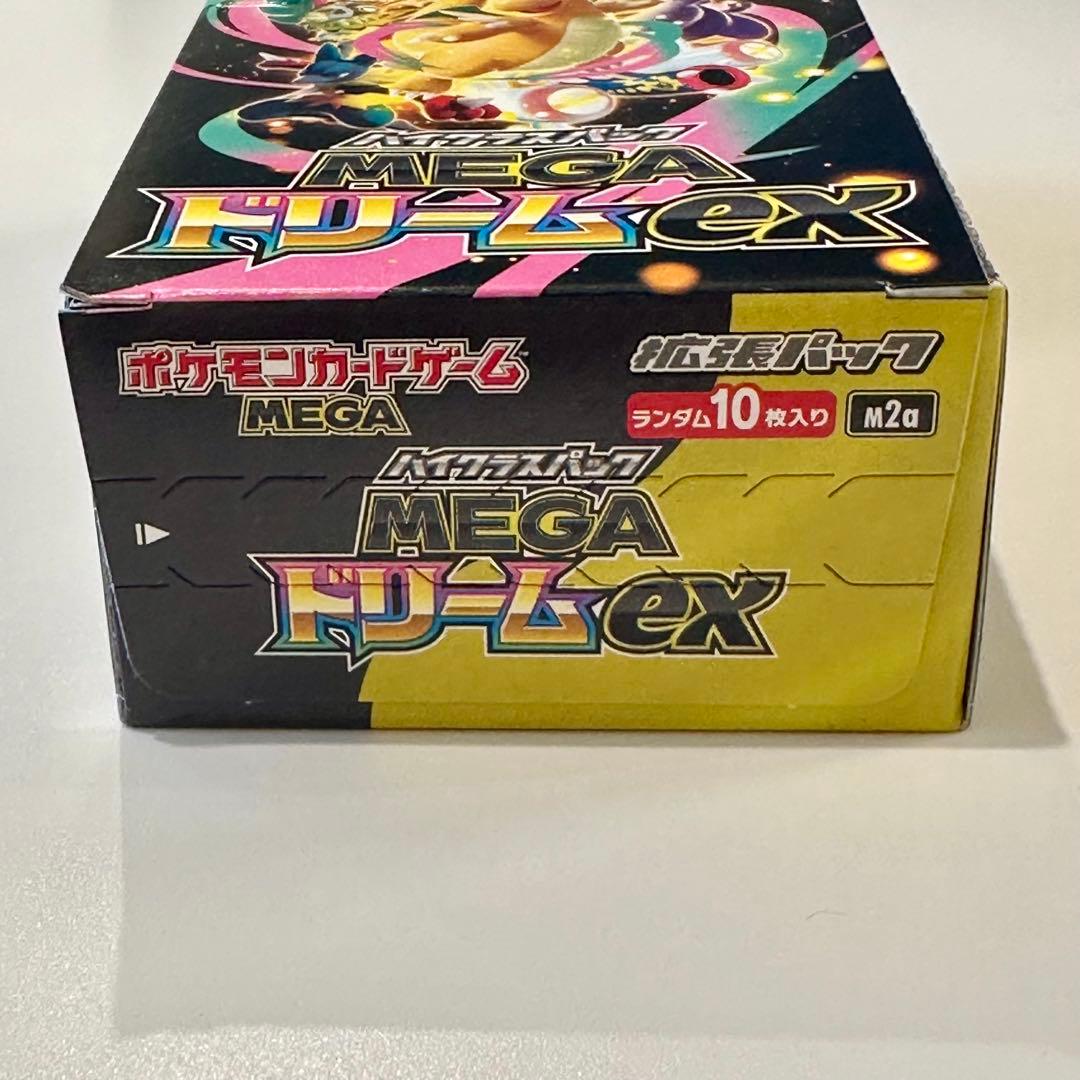 ハイクラスパック
MEGA
ドリームex
ポケモンカードゲーム
MEGA
拡張パック
ランダム10枚入り M2a
ハイクラスパック
MEGA
ドリームex